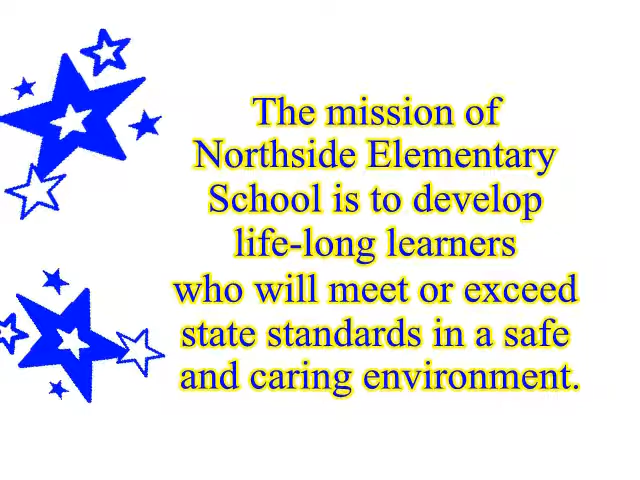 The mission of
Northside Elementary
School is to develop
life-long learners
who will meet or exceed
state standards in a safe
and caring environment.